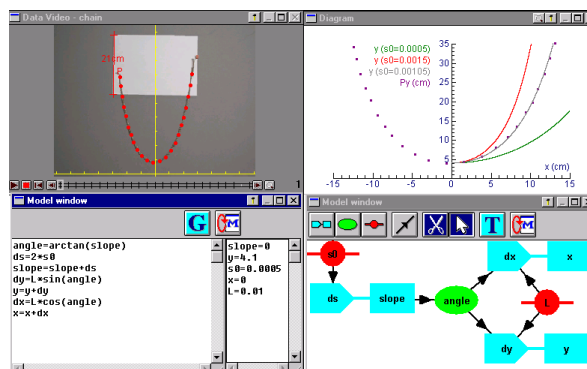 Data Video - chain
21cm
P
1
Diagram
y (s0=0.0005)
y (s0=0.0015)
y (s0=0.00105)
Py (cm)
35
30
25
20
15
10
5
x (cm)
-15
-10
-5
0
5
10
15
Model window
G
M
angle=arctan(slope)
ds=2*s0
slope=slope+ds
dy=L*sin(angle)
y=y+dy
dx=L*cos(angle)
x=x+dx
slope=0
y=4.1
s0=0.0005
x=0
L=0.01
Model window
T
M
s0
dx
x
ds
slope
angle
L
dy
y